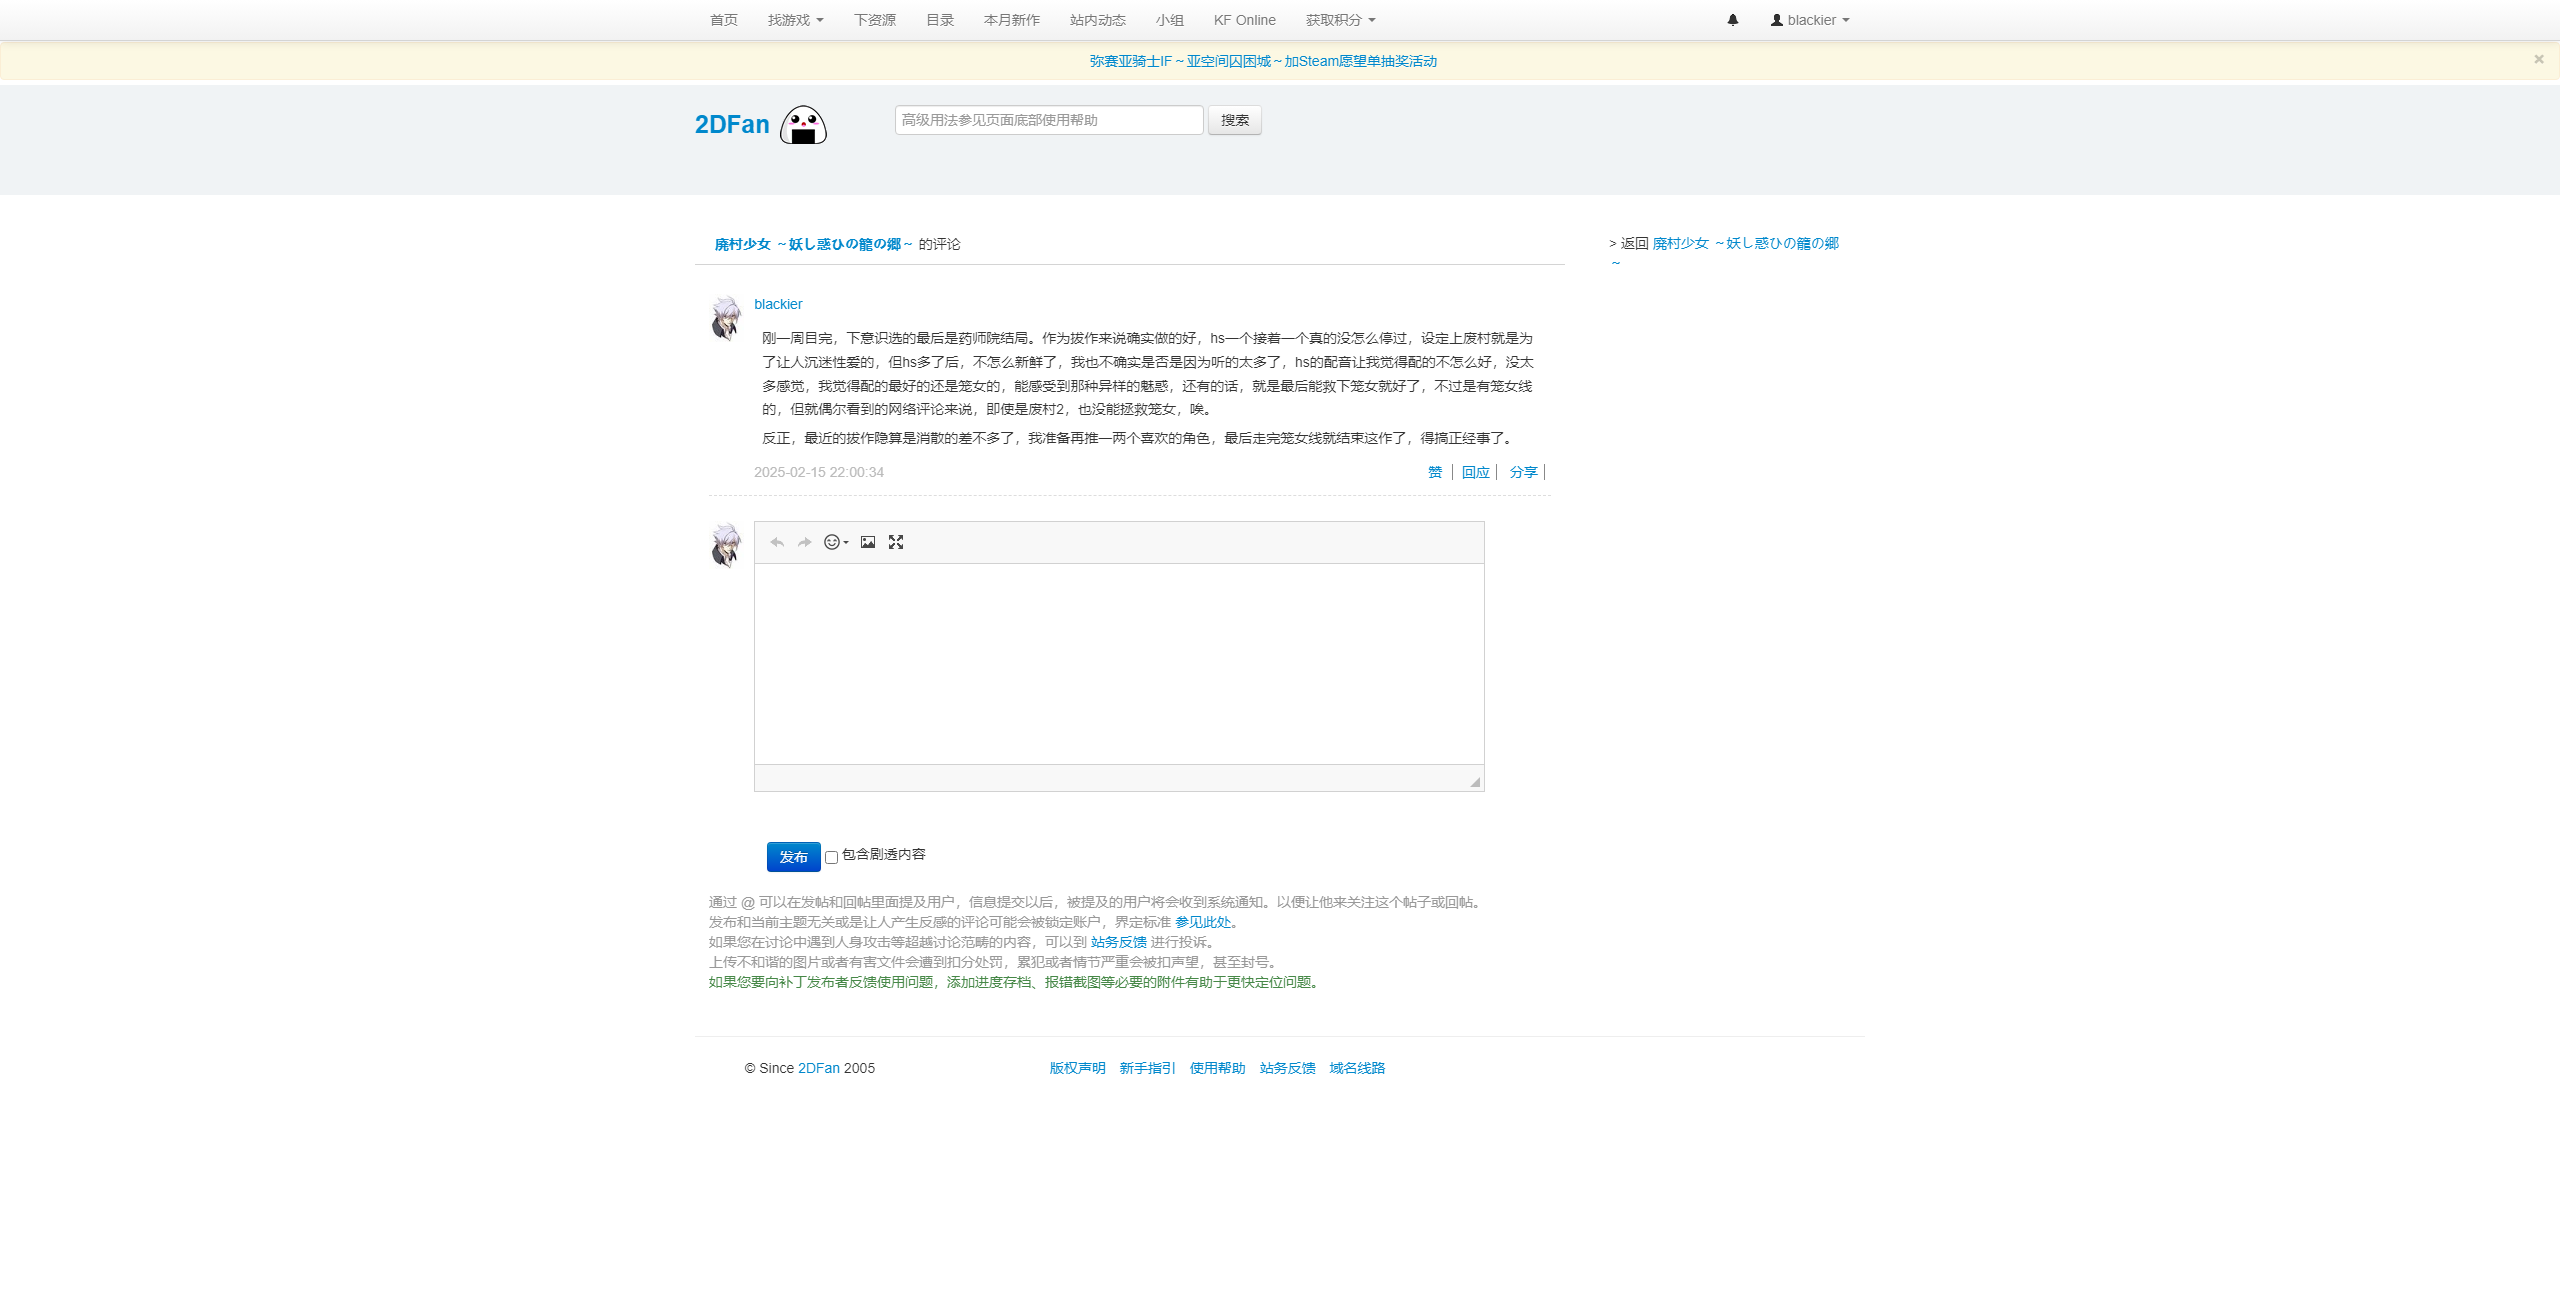 首页 找游戏 下资源 目录 本月新作 站内动态 小组 KF Online 获取积分 blackier
弥赛亚骑士IF～亚空间囚困城～加Steam愿望单抽奖活动 ×
2DFan 高级用法参见页面底部使用帮助 搜索
廃村少女 ～妖し惑ひの籠の郷～ 的评论
> 返回 廃村少女 ～妖し惑ひの籠の郷
～
blackier
刚一周目完，下意识选的最后是药师院结局。作为拔作来说确实做的好，hs一个接着一个真的没怎么停过，设定上废村就是为
了让人沉迷性爱的，但hs多了后，不怎么新鲜了，我也不确实是否是因为听的太多了，hs的配音让我觉得配的不怎么好，没太
多感觉，我觉得配的最好的还是笼女的，能感受到那种异样的魅惑，还有的话，就是最后能救下笼女就好了，不过是有笼女线
的，但就偶尔看到的网络评论来说，即使是废村2，也没能拯救笼女，唉。
反正，最近的拔作隐算是消散的差不多了，我准备再推一两个喜欢的角色，最后走完笼女线就结束这作了，得搞正经事了。
2025-02-15 22:00:34 赞 | 回应 | 分享 |
发布 包含剧透内容
通过 @ 可以在发帖和回帖里面提及用户，信息提交以后，被提及的用户将会收到系统通知。以便让他来关注这个帖子或回帖。
发布和当前主题无关或是让人产生反感的评论可能会被锁定账户，界定标准 参见此处。
如果您在讨论中遇到人身攻击等超越讨论范畴的内容，可以到 站务反馈 进行投诉。
上传不和谐的图片或者有害文件会遭到扣分处罚，累犯或者情节严重会被扣声望，甚至封号。
如果您要向补丁发布者反馈使用问题，添加进度存档、报错截图等必要的附件有助于更快定位问题。
© Since 2DFan 2005 版权声明 新手指引 使用帮助 站务反馈 域名线路